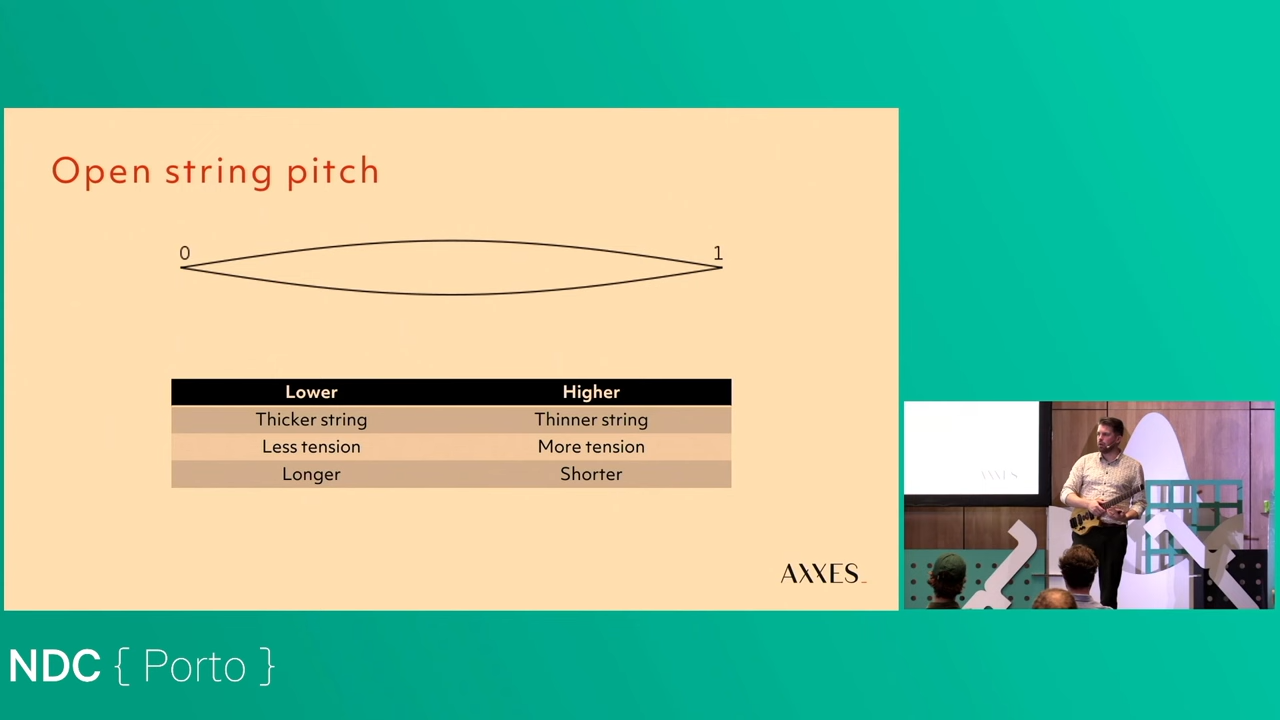 Open string pitch
0 1
Lower Higher
Thicker string Thinner string
Less tension More tension
Longer Shorter
AXXES_
AXXES
NDC { Porto }